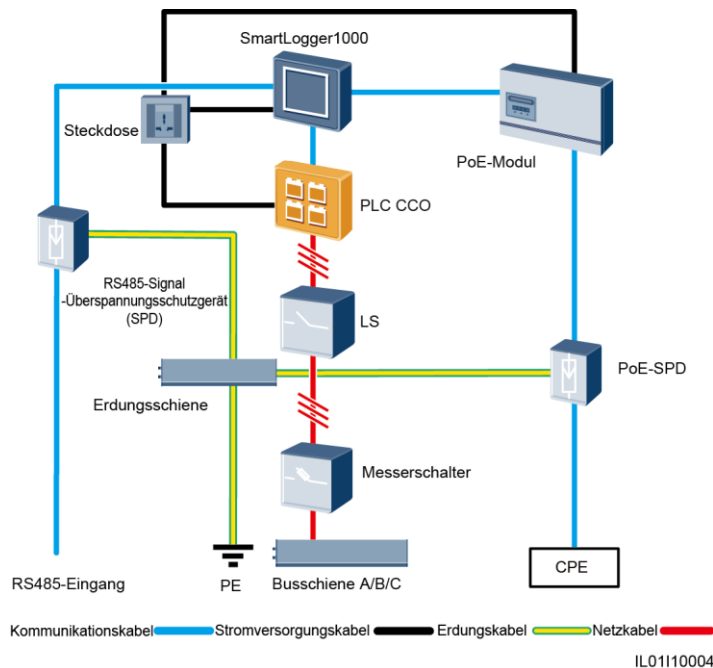 SmartLogger1000
Steckdose
PoE-Modul
PLC CCO
RS485-Signal
-Überspannungsschutzgerät
(SPD)
LS
PoE-SPD
Erdungsschiene
Messerschalter
RS485-Eingang
PE
Busschiene A/B/C
CPE
Kommunikationskabel Stromversorgungskabel Erdungskabel Netzkabel
IL01I10004